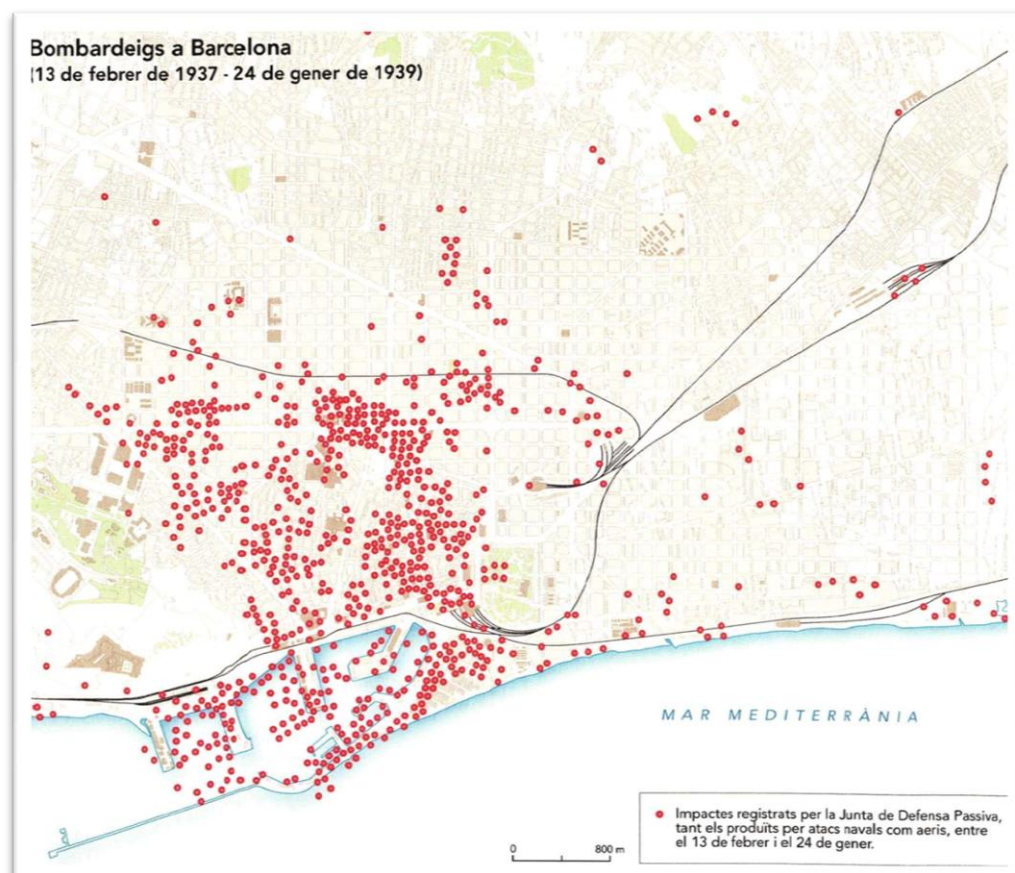 Bombardeigs a Barcelona
(13 de febrer de 1937 - 24 de gener de 1939)
MAR MEDITERRÀNIA
0 800 m
Impactes registrats per la Junta de Defensa Passiva,
tant els produïts per atacs navals com aeris, entre
el 13 de febrer i el 24 de gener.